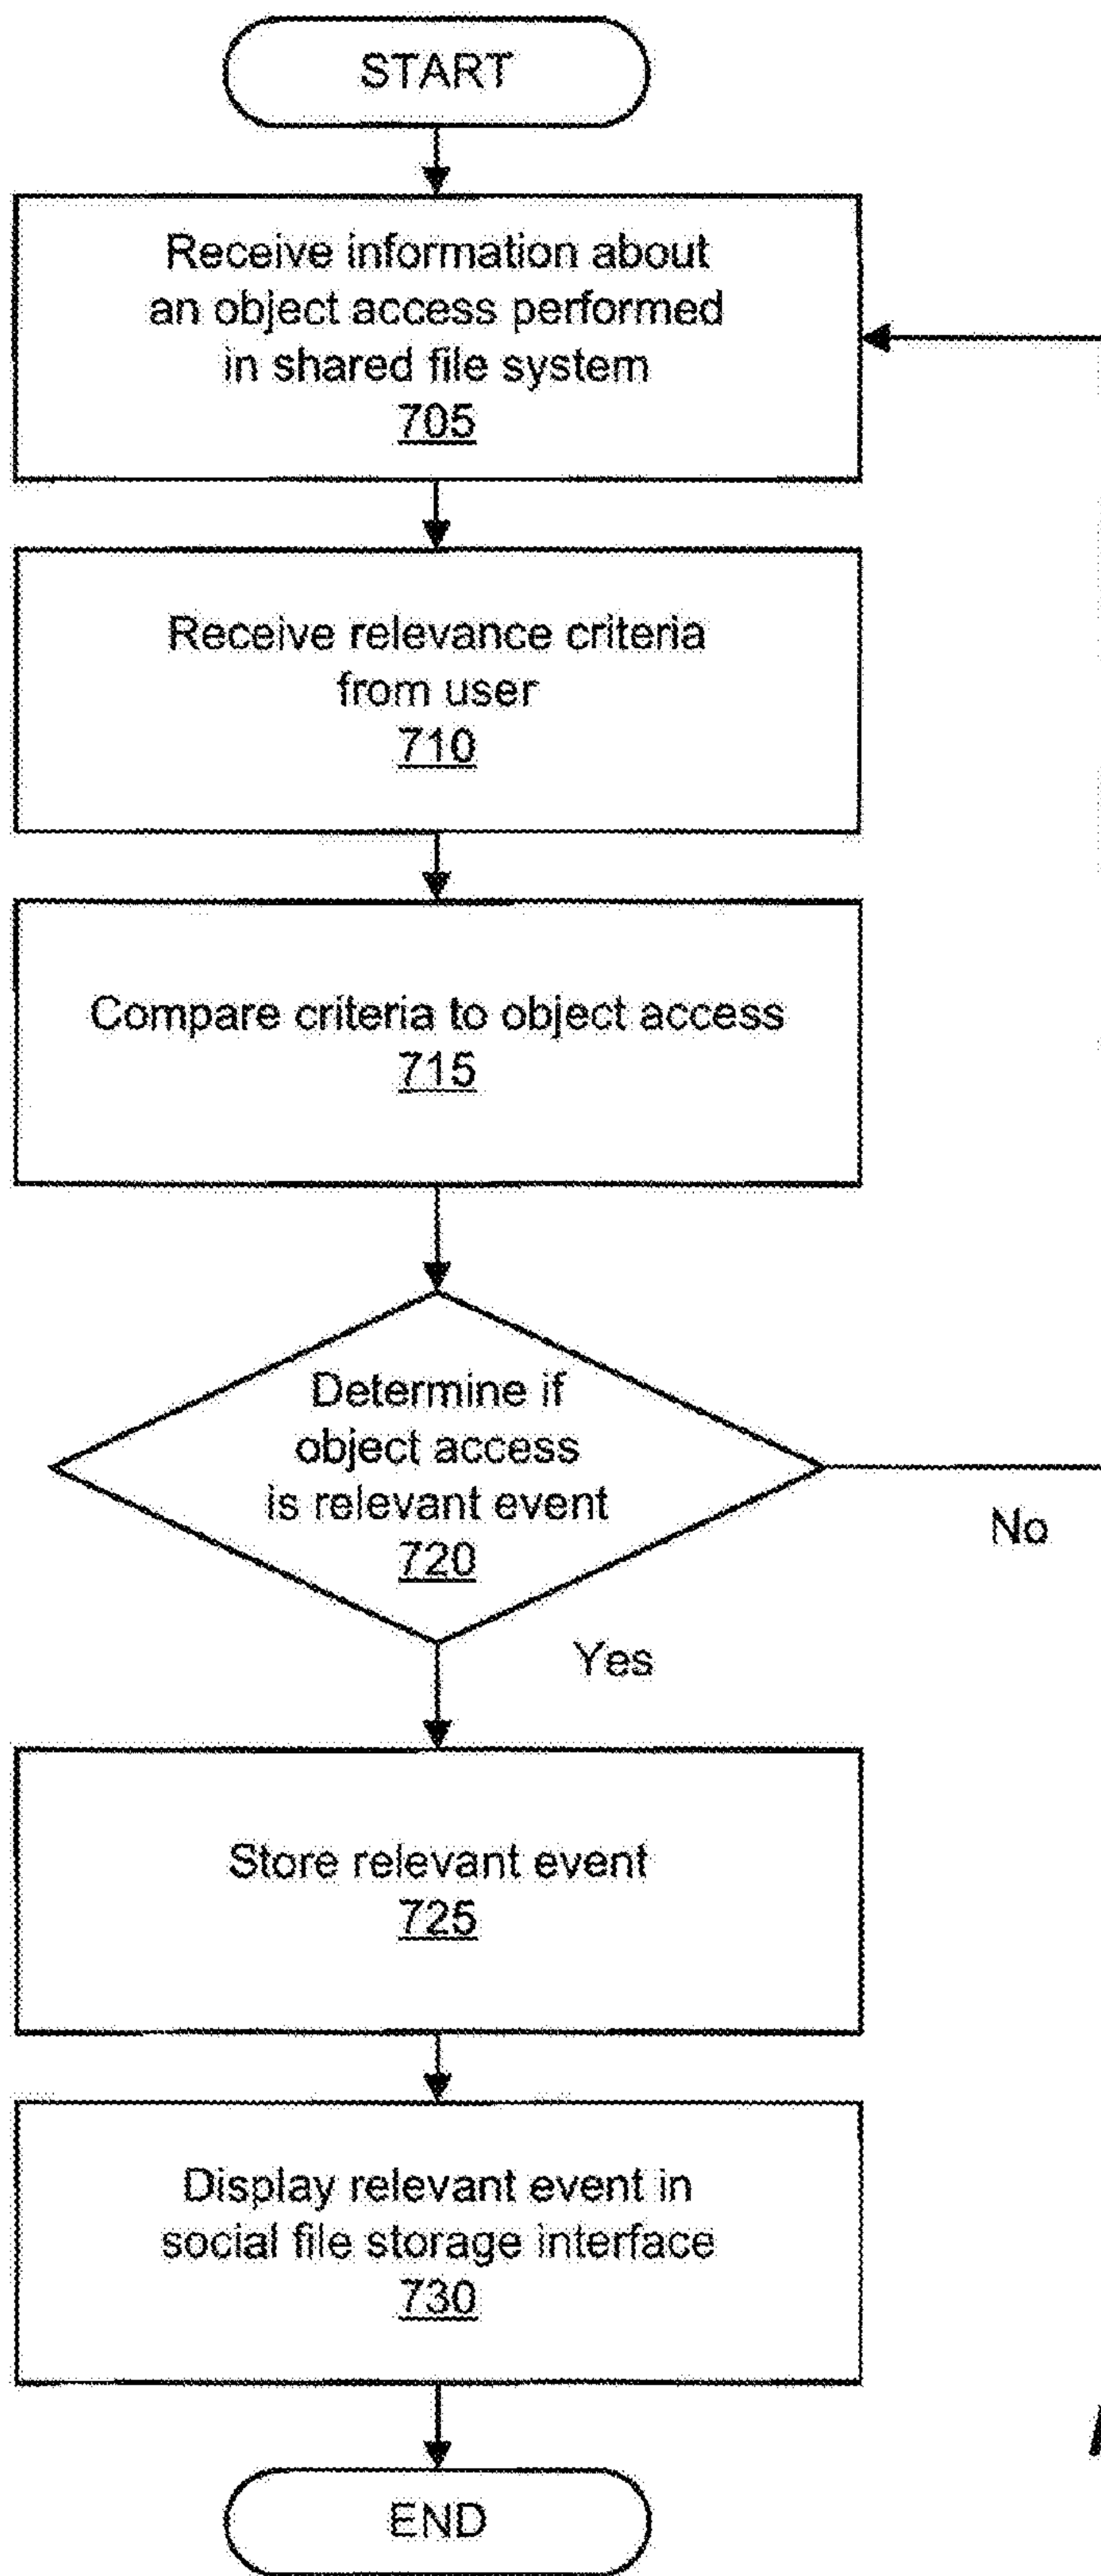 START
Receive information about
an object access performed
in shared file system
705
Receive relevance criteria
from user
710
Compare criteria to object access
715
Determine if
object access
is relevant event
720
No
Yes
Store relevant event
725
Display relevant event in
social file storage interface
730
END